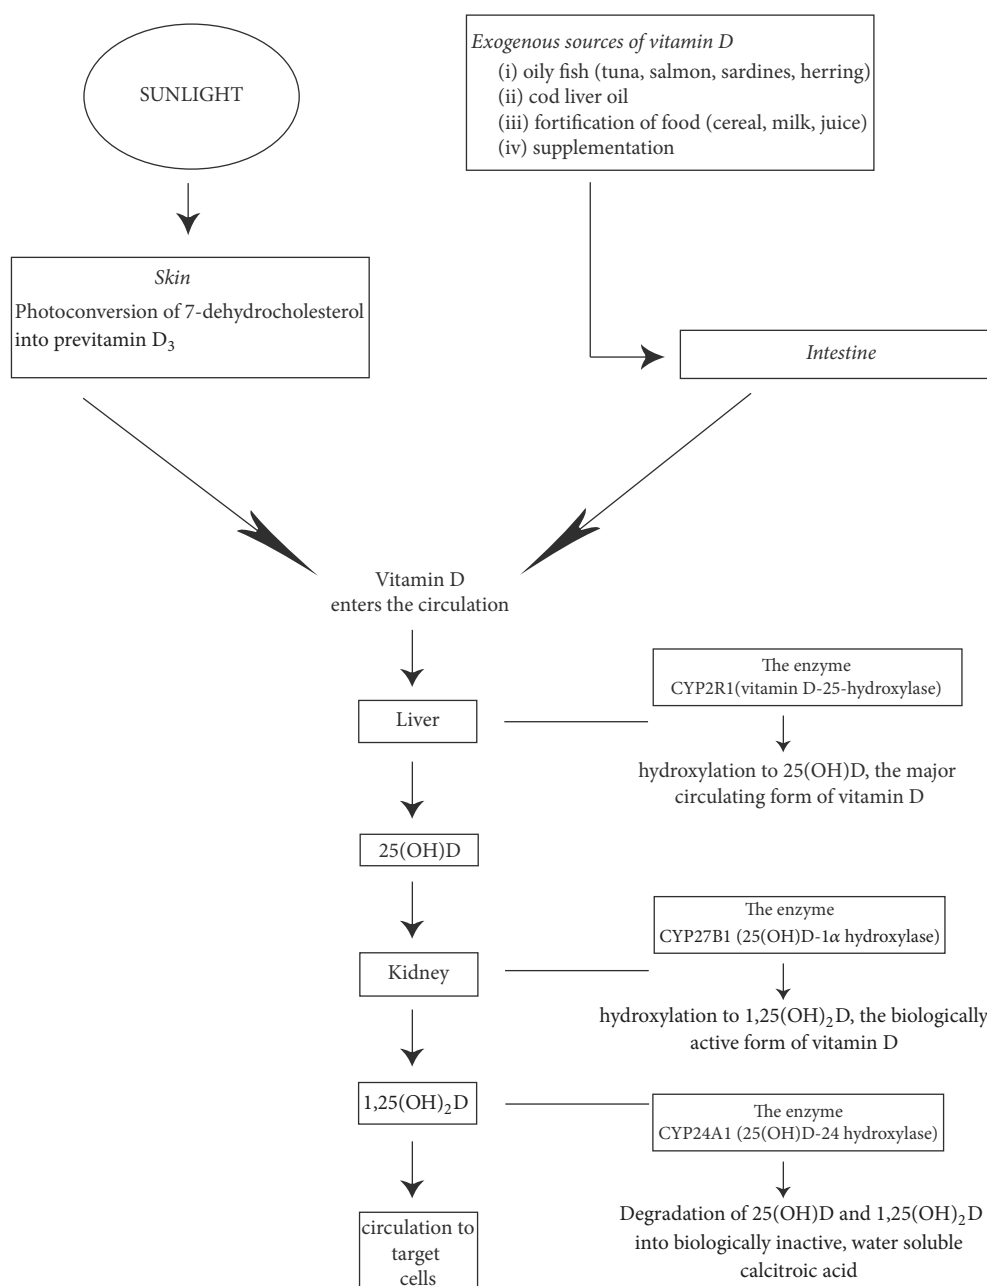 SUNLIGHT
Exogenous sources of vitamin D
(i) oily fish (tuna, salmon, sardines, herring)
(ii) cod liver oil
(iii) fortification of food (cereal, milk, juice)
(iv) supplementation
Skin
Photoconversion of 7-dehydrocholesterol
into previtamin D₃
Intestine
Vitamin D
enters the circulation
Liver
The enzyme
CYP2R1(vitamin D-25-hydroxylase)
hydroxylation to 25(OH)D, the major
circulating form of vitamin D
25(OH)D
Kidney
The enzyme
CYP27B1 (25(OH)D-1α hydroxylase)
hydroxylation to 1,25(OH)₂D, the biologically
active form of vitamin D
1,25(OH)₂D
The enzyme
CYP24A1 (25(OH)D-24 hydroxylase)
Degradation of 25(OH)D and 1,25(OH)₂D
into biologically inactive, water soluble
calcitroic acid
circulation to
target
cells